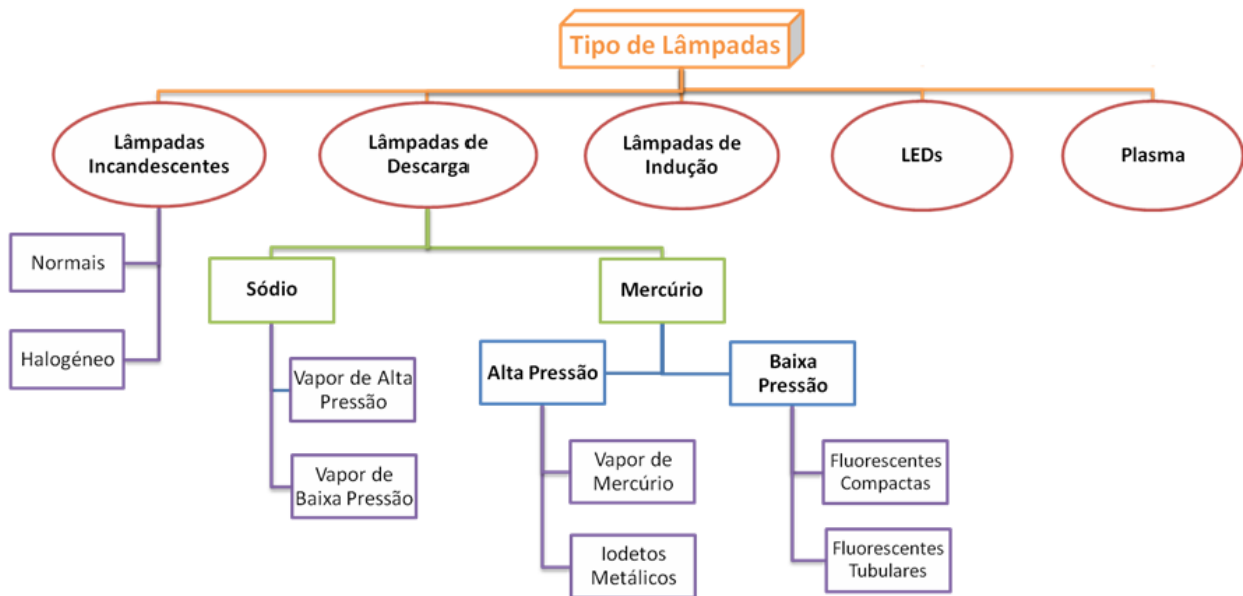 Tipo de Lâmpadas
Lâmpadas
Incandescentes
Lâmpadas de
Descarga
Lâmpadas de
Indução
LEDs
Plasma
Normais
Halogéneo
Sódio
Vapor de Alta
Pressão
Vapor de
Baixa Pressão
Mercúrio
Alta Pressão
Vapor de
Mercúrio
Iodetos
Metálicos
Baixa
Pressão
Fluorescentes
Compactas
Fluorescentes
Tubulares